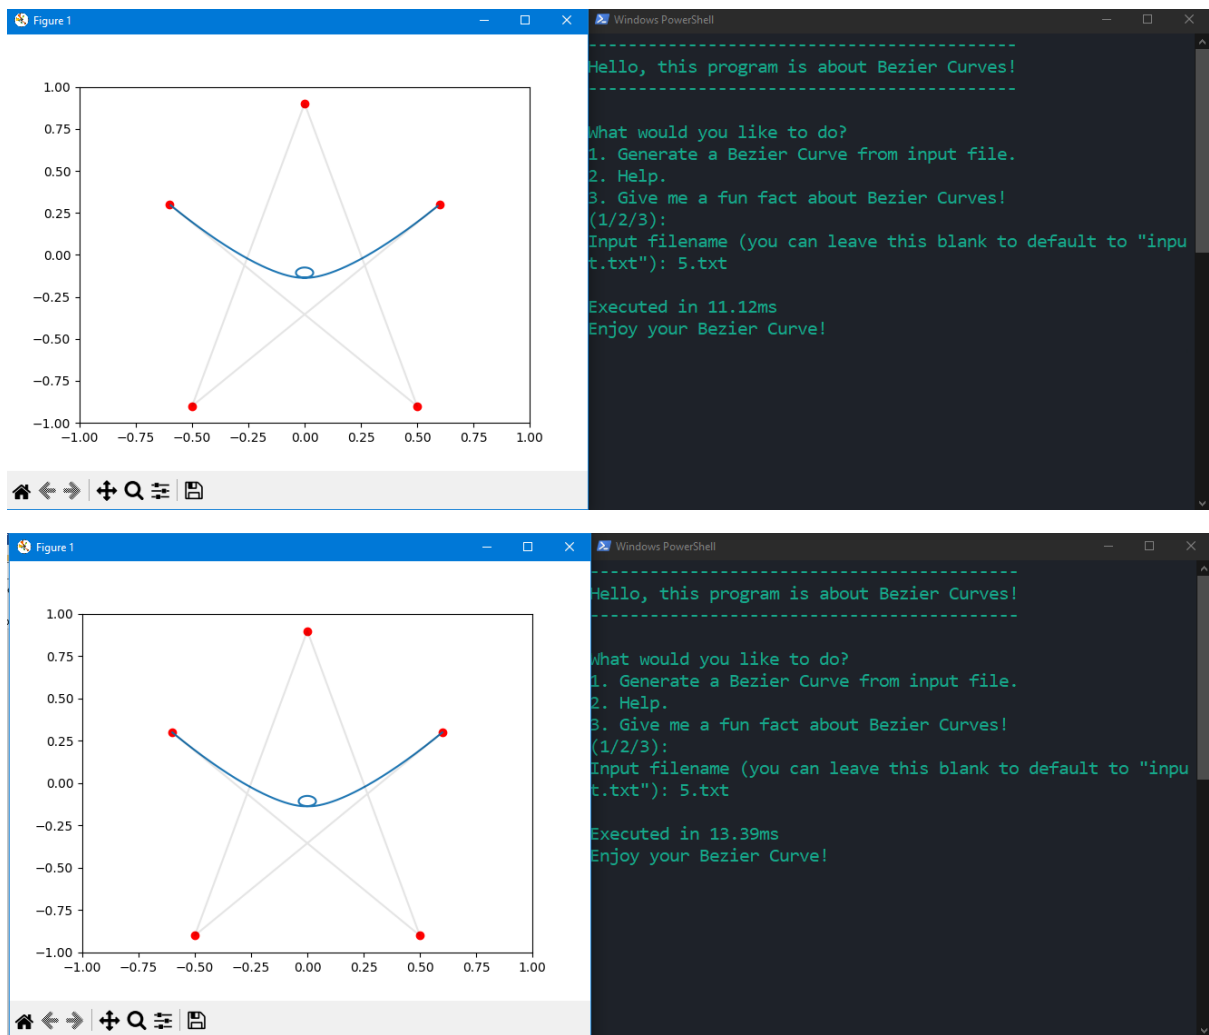 Figure 1
1.00
0.75
0.50
0.25
0.00
−0.25
−0.50
−0.75
−1.00
−1.00 −0.75 −0.50 −0.25 0.00 0.25 0.50 0.75 1.00
Windows PowerShell
-------------------------------------------
Hello, this program is about Bezier Curves!
-------------------------------------------
What would you like to do?
1. Generate a Bezier Curve from input file.
2. Help.
3. Give me a fun fact about Bezier Curves!
(1/2/3):
Input filename (you can leave this blank to default to "inpu
t.txt"): 5.txt
Executed in 11.12ms
Enjoy your Bezier Curve!
Figure 1
1.00
0.75
0.50
0.25
0.00
−0.25
−0.50
−0.75
−1.00
−1.00 −0.75 −0.50 −0.25 0.00 0.25 0.50 0.75 1.00
Windows PowerShell
-------------------------------------------
Hello, this program is about Bezier Curves!
-------------------------------------------
What would you like to do?
1. Generate a Bezier Curve from input file.
2. Help.
3. Give me a fun fact about Bezier Curves!
(1/2/3):
Input filename (you can leave this blank to default to "inpu
t.txt"): 5.txt
Executed in 13.39ms
Enjoy your Bezier Curve!